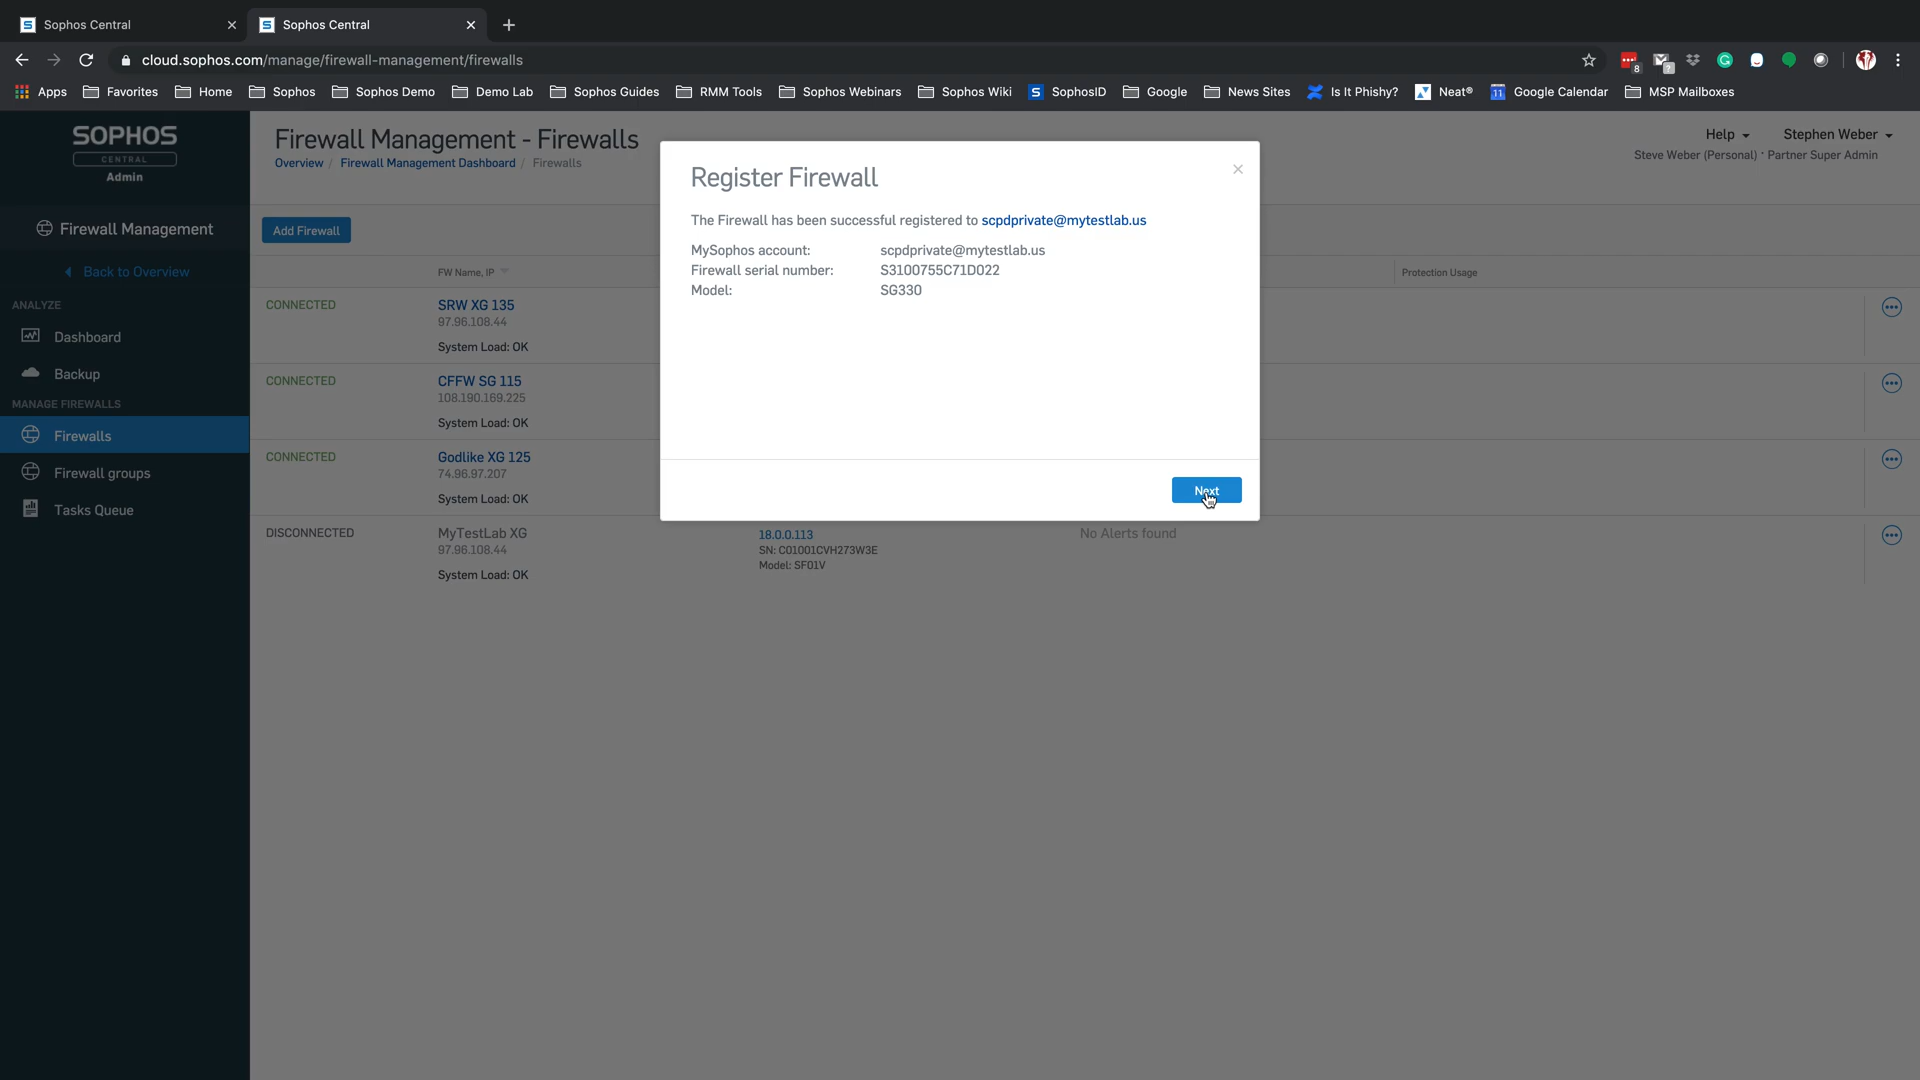 Sophos Central
Sophos Central
cloud.sophos.com/manage/firewall-management/firewalls
8
?
Apps
Favorites
Home
Sophos
Sophos Demo
Demo Lab
Sophos Guides
RMM Tools
Sophos Webinars
Sophos Wiki
SophosID
Google
News Sites
Is It Phishy?
Neat®
11
Google Calendar
MSP Mailboxes
SOPHOS
CENTRAL
Admin
Firewall Management
Back to Overview
ANALYZE
Dashboard
Backup
MANAGE FIREWALLS
Firewalls
Firewall groups
Tasks Queue
Firewall Management - Firewalls
Overview / Firewall Management Dashboard / Firewalls
Help
Stephen Weber
Steve Weber (Personal) · Partner Super Admin
Add Firewall
FW Name, IP
Protection Usage
CONNECTED
SRW XG 135
97.96.108.44
System Load: OK
CONNECTED
CFFW SG 115
108.190.169.225
System Load: OK
CONNECTED
Godlike XG 125
74.96.97.207
System Load: OK
DISCONNECTED
MyTestLab XG
97.96.108.44
System Load: OK
18.0.0.113
SN: C01001CVH273W3E
Model: SF01V
No Alerts found
Register Firewall
The Firewall has been successful registered to scpdprivate@mytestlab.us
MySophos account: scpdprivate@mytestlab.us
Firewall serial number: S3100755C71D022
Model: SG330
Next